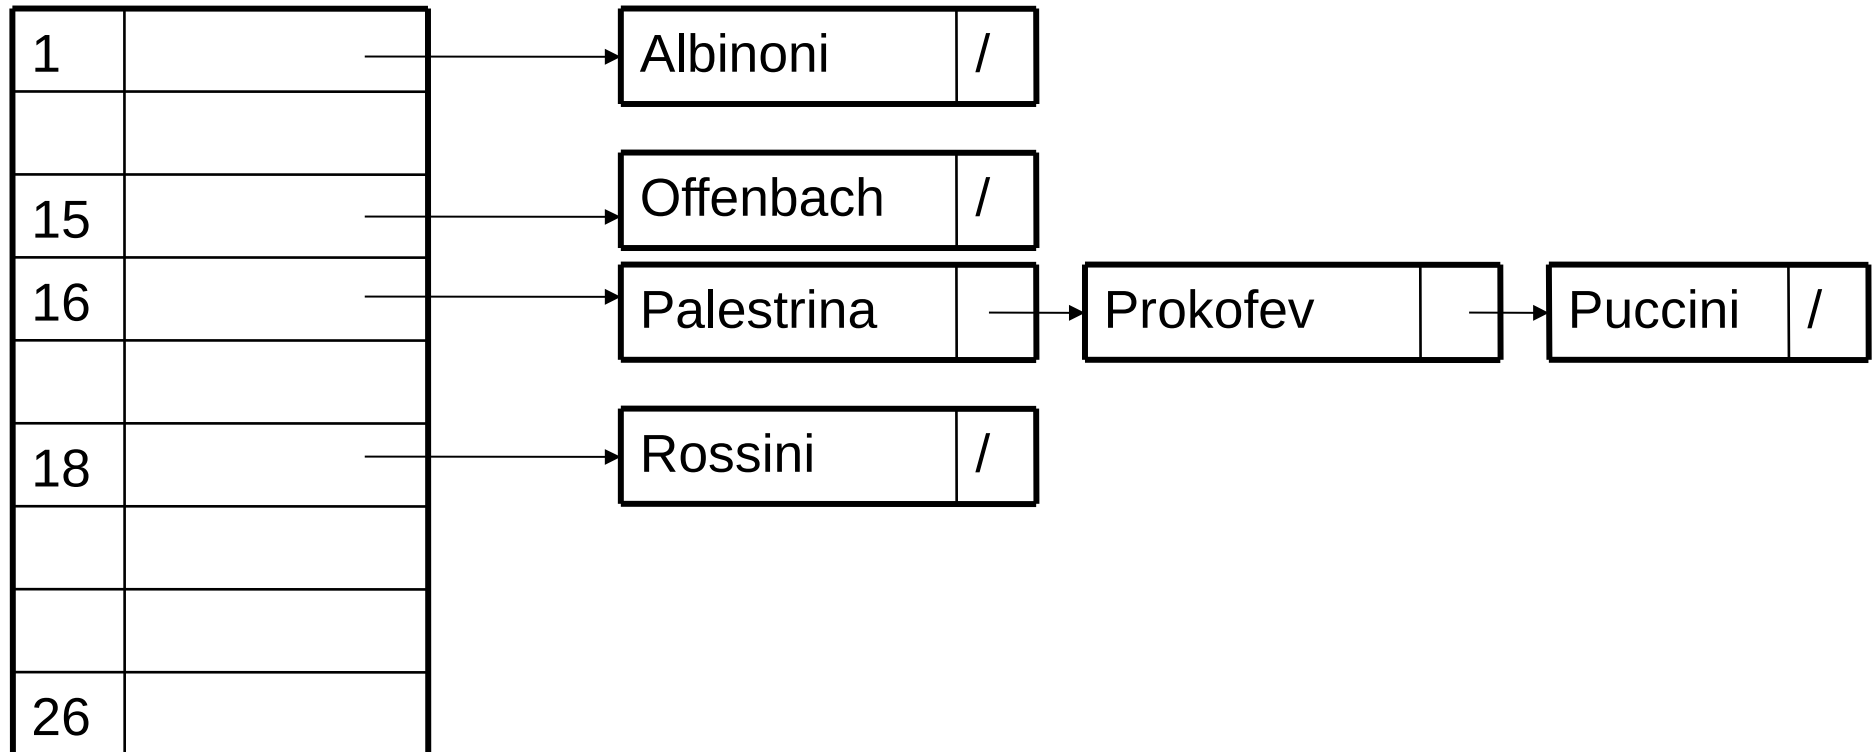 1 Albinoni /
15 Offenbach /
16 Palestrina Prokofev Puccini /
18 Rossini /
26